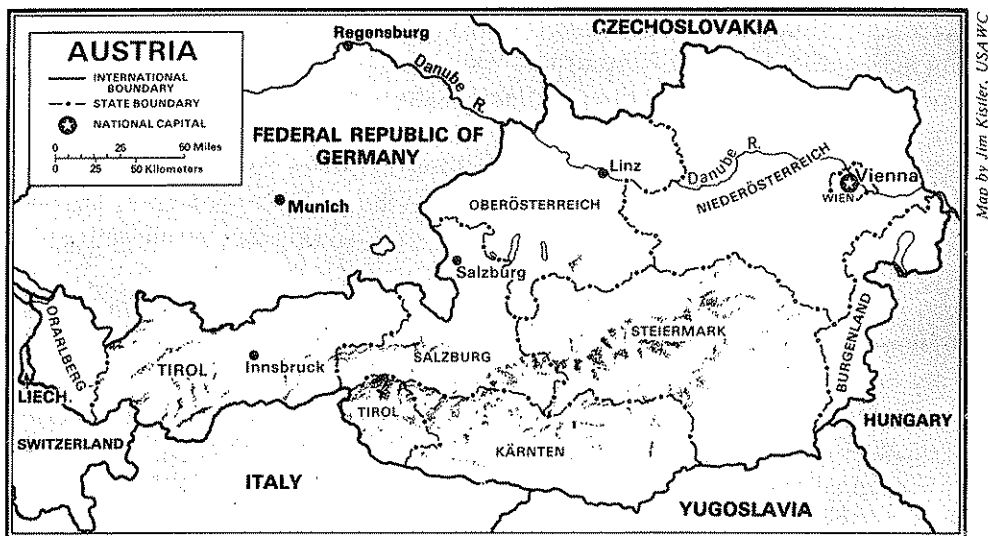 AUSTRIA
INTERNATIONAL
BOUNDARY
STATE BOUNDARY
NATIONAL CAPITAL
0 25 50 Miles
0 25 50 Kilometers
CZECHOSLOVAKIA
Regensburg
Danube R.
FEDERAL REPUBLIC OF
GERMANY
Munich
Linz
Danube R.
NIEDERÖSTERREICH
Vienna
WIEN
OBERÖSTERREICH
Salzburg
ORARLBERG
TIROL
Innsbruck
SALZBURG
STEIERMARK
BURGENLAND
LIECH.
TIROL
KÄRNTEN
HUNGARY
SWITZERLAND
ITALY
YUGOSLAVIA
Map by Jim Kistler, USAWC